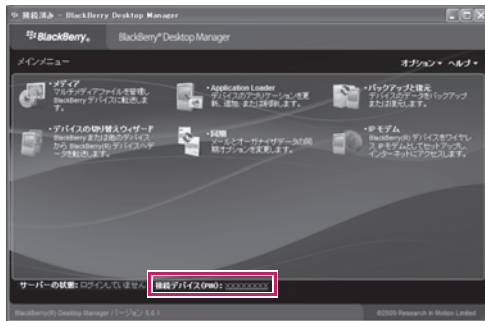 接続済み - BlackBerry Desktop Manager
BlackBerry®
BlackBerry® Desktop Manager
メインメニュー
オプション ヘルプ
・メディア
マルチメディアファイルを管理し
BlackBerry デバイスに転送しま
す。
・Application Loader
デバイスのアプリケーションを更
新、追加、または削除します。
・バックアップと復元
デバイスのデータをバックアップ
または復元します。
・デバイスの切り替えウィザード
BlackBerry または他のデバイス
から BlackBerry(R) デバイスへデ
ータを転送します。
・同期
メールとオーガナイザデータの同
期オプションを変更します。
・IP モデム
BlackBerry(R) デバイスをワイヤレ
ス IP モデムとしてセットアップし、
インターネットにアクセスします。
サーバーの状態: ログインしていません
接続デバイス(PIN): XXXXXXXX
BlackBerry(R) Desktop Manager バージョン 5.0.1
©2009 Research In Motion Limited